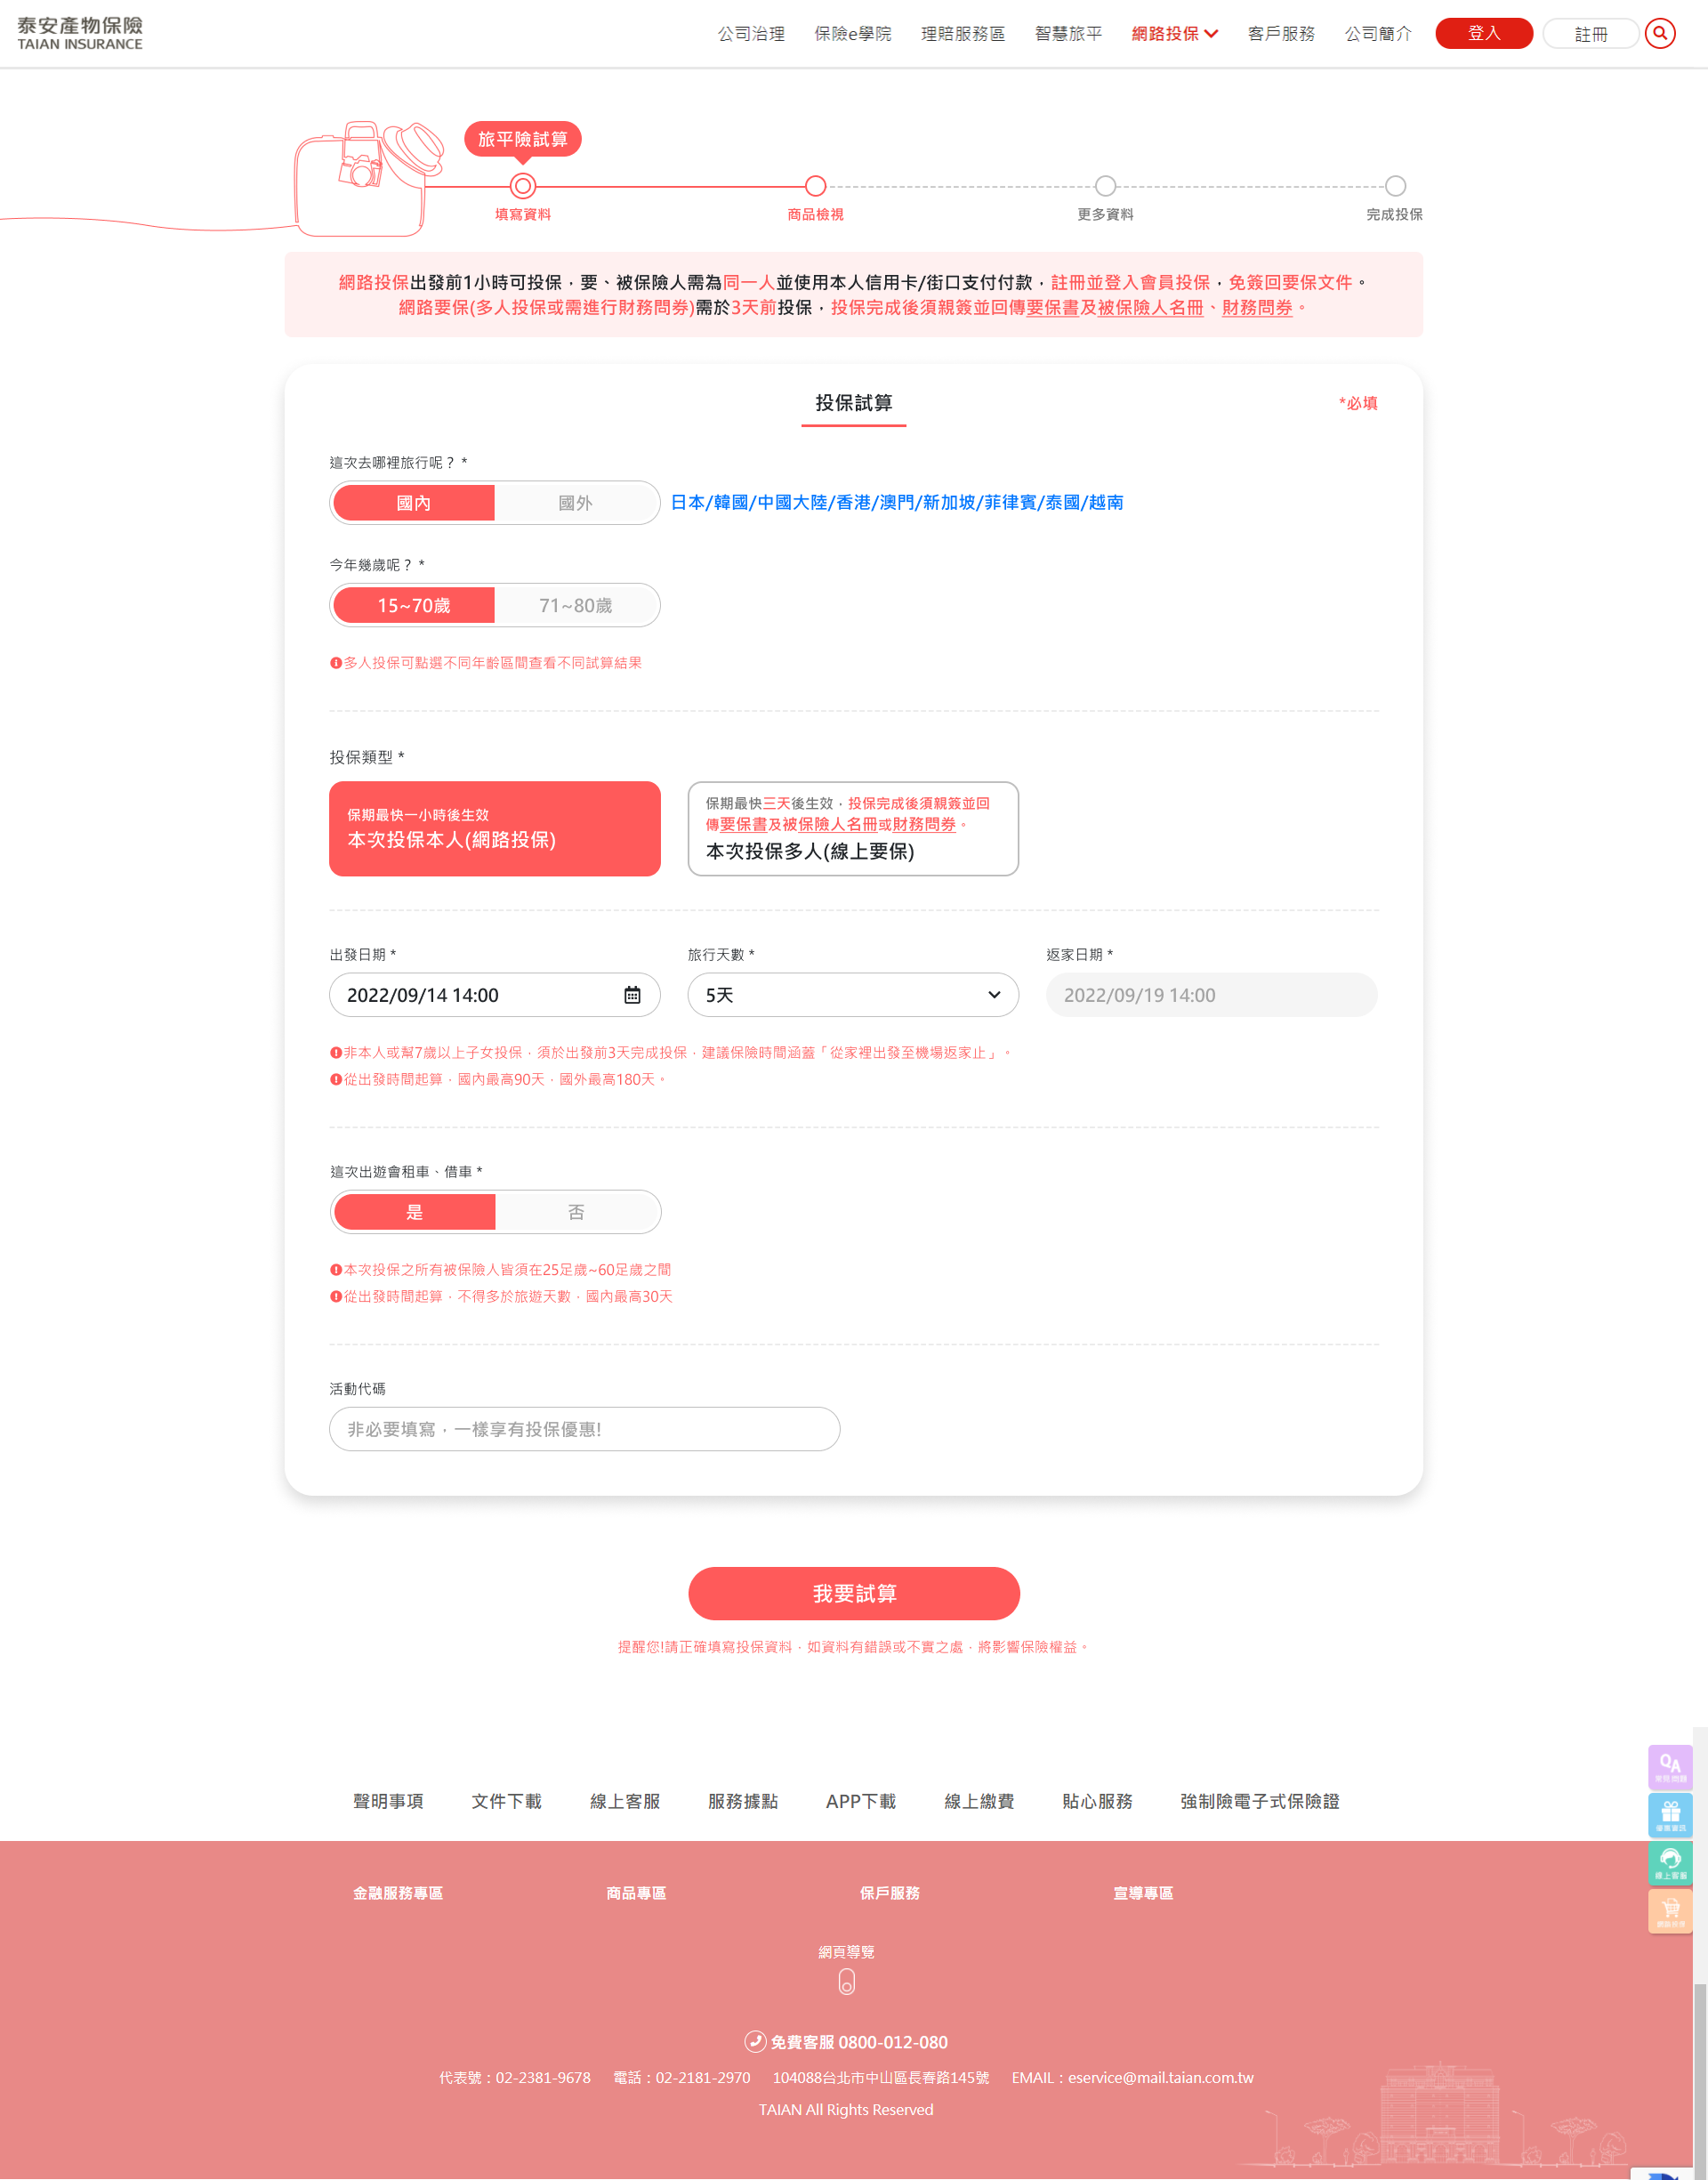 泰安產物保險
TAIAN INSURANCE
公司治理 保險e學院 理賠服務區 智慧旅平 網路投保 客戶服務 公司簡介 登入 註冊
旅平險試算
填寫資料 商品檢視 更多資料 完成投保
網路投保出發前1小時可投保，要、被保險人需為同一人並使用本人信用卡/街口支付付款，註冊並登入會員投保，免簽回要保文件。
網路要保(多人投保或需進行財務問券)需於3天前投保，投保完成後須親簽並回傳要保書及被保險人名冊、財務問券。
投保試算
*必填
這次去哪裡旅行呢？ *
國內 國外 日本/韓國/中國大陸/香港/澳門/新加坡/菲律賓/泰國/越南
今年幾歲呢？ *
15~70歲 71~80歲
多人投保可點選不同年齡區間查看不同試算結果
投保類型 *
保期最快一小時後生效
本次投保本人(網路投保)
保期最快三天後生效，投保完成後須親簽並回
傳要保書及被保險人名冊或財務問券。
本次投保多人(線上要保)
出發日期 * 旅行天數 * 返家日期 *
2022/09/14 14:00 5天 2022/09/19 14:00
非本人或幫7歲以上子女投保，須於出發前3天完成投保，建議保險時間涵蓋「從家裡出發至機場返家止」。
從出發時間起算，國內最高90天，國外最高180天。
這次出遊會租車、借車 *
是 否
本次投保之所有被保險人皆須在25足歲~60足歲之間
從出發時間起算，不得多於旅遊天數，國內最高30天
活動代碼
非必要填寫，一樣享有投保優惠!
我要試算
提醒您!請正確填寫投保資料，如資料有錯誤或不實之處，將影響保險權益。
QA
線上客服
聲明事項 文件下載 線上客服 服務據點 APP下載 線上繳費 貼心服務 強制險電子式保險證
金融服務專區 商品專區 保戶服務 宣導專區
網頁導覽
免費客服 0800-012-080
代表號：02-2381-9678 電話：02-2181-2970 104088台北市中山區長春路145號 EMAIL：eservice@mail.taian.com.tw
TAIAN All Rights Reserved